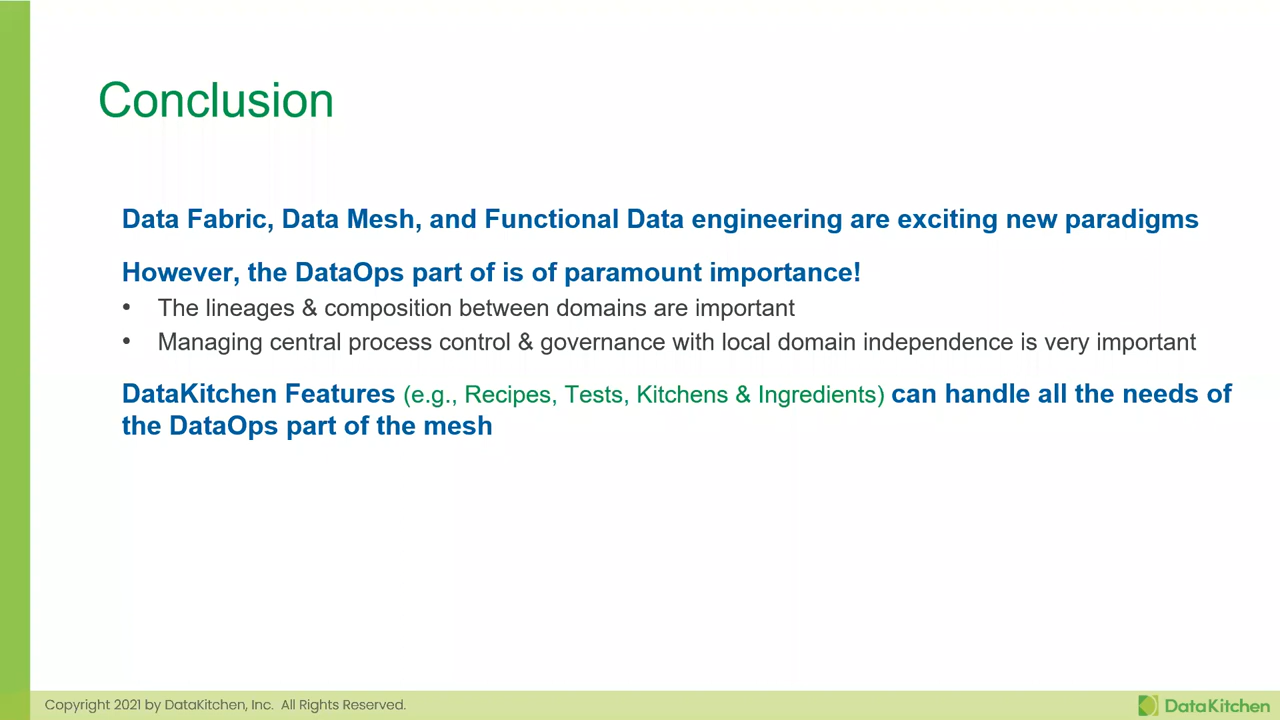 Conclusion
Data Fabric, Data Mesh, and Functional Data engineering are exciting new paradigms
However, the DataOps part of is of paramount importance!
• The lineages & composition between domains are important
• Managing central process control & governance with local domain independence is very important
DataKitchen Features (e.g., Recipes, Tests, Kitchens & Ingredients) can handle all the needs of
the DataOps part of the mesh
Copyright 2021 by DataKitchen, Inc. All Rights Reserved.
DataKitchen